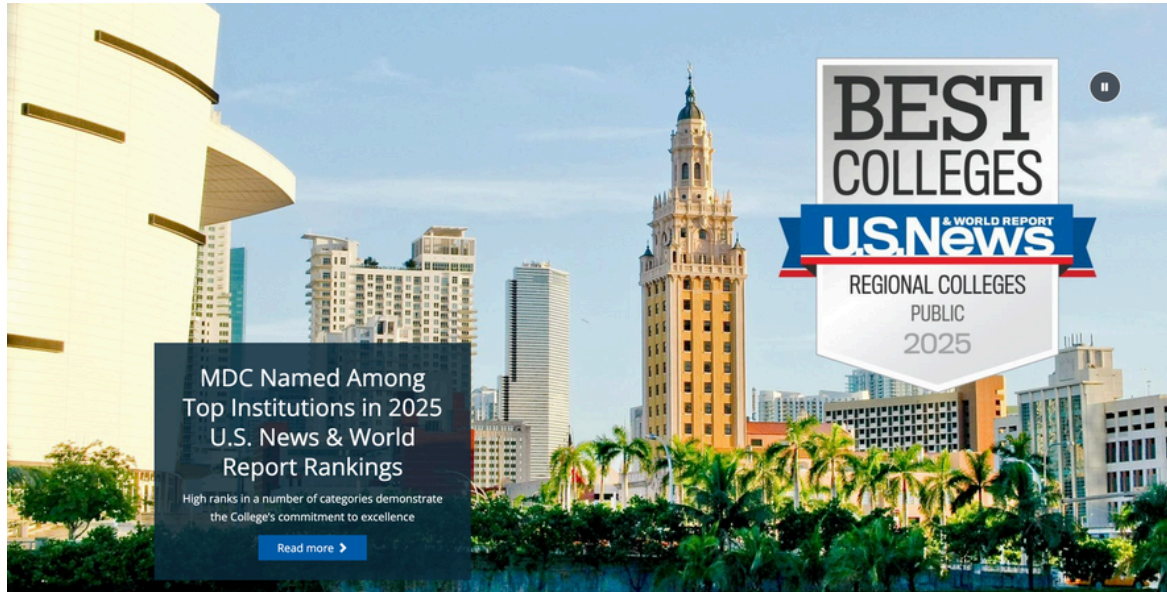 MDC Named Among
Top Institutions in 2025
U.S. News & World
Report Rankings
High ranks in a number of categories demonstrate
the College's commitment to excellence
Read more
BEST
COLLEGES
U.S.News & WORLD REPORT
REGIONAL COLLEGES
PUBLIC
2025